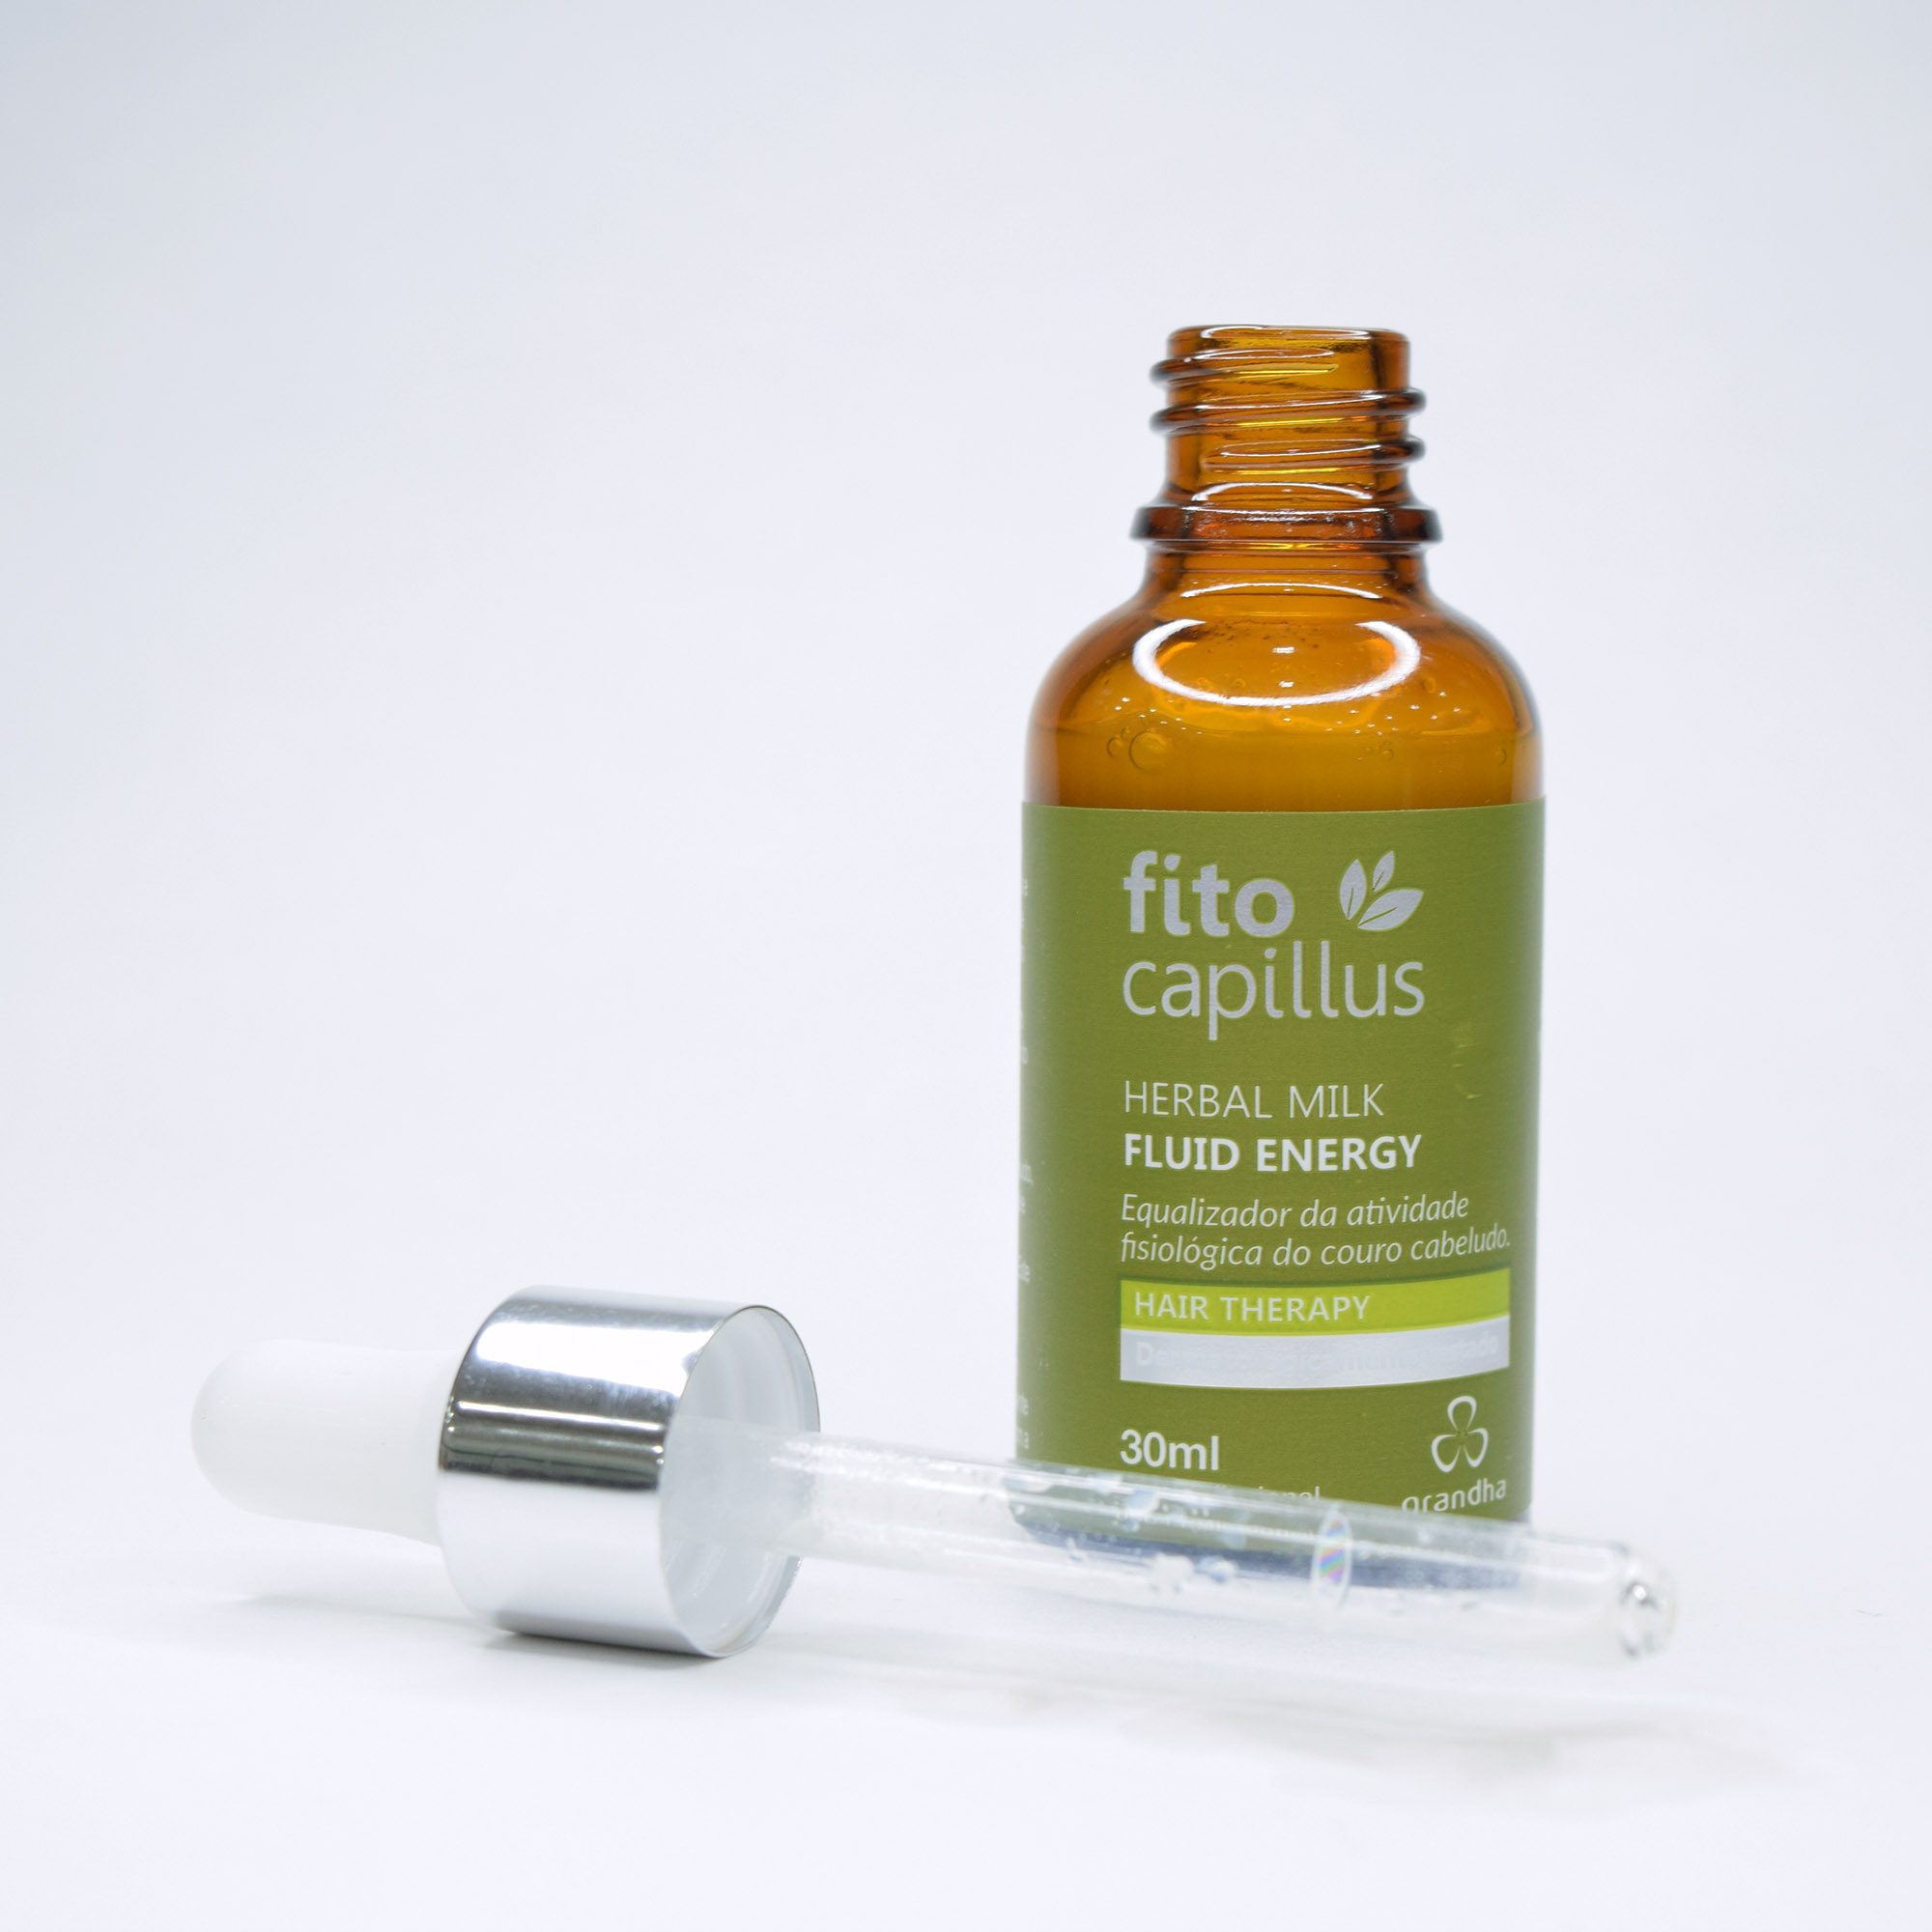 fito
capillus
HERBAL MILK
FLUID ENERGY
Equalizador da atividade
fisiológica do couro cabeludo.
HAIR THERAPY
30ml
grandha